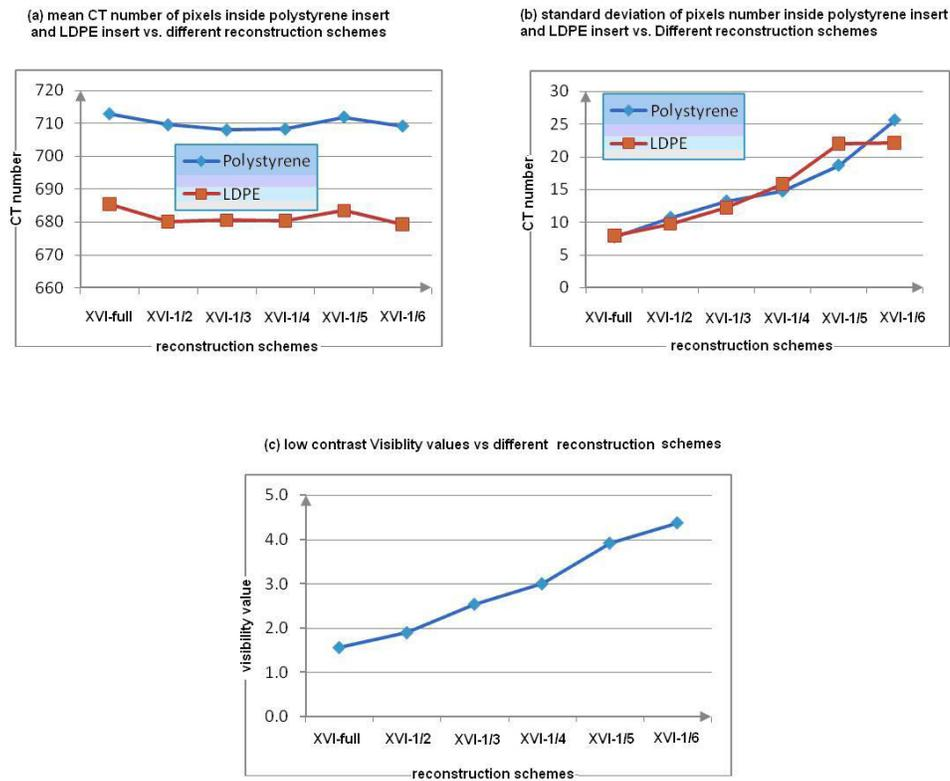 (a) mean CT number of pixels inside polystyrene insert
and LDPE insert vs. different reconstruction schemes
720
710
700
690
680
670
660
CT number
Polystyrene
LDPE
XVI-full XVI-1/2 XVI-1/3 XVI-1/4 XVI-1/5 XVI-1/6
reconstruction schemes
(b) standard deviation of pixels number inside polystyrene insert
and LDPE insert vs. Different reconstruction schemes
30
25
20
15
10
5
0
CT number
Polystyrene
LDPE
XVI-full XVI-1/2 XVI-1/3 XVI-1/4 XVI-1/5 XVI-1/6
reconstruction schemes
(c) low contrast Visiblity values vs different reconstruction schemes
5.0
4.0
3.0
2.0
1.0
0.0
visibility value
XVI-full XVI-1/2 XVI-1/3 XVI-1/4 XVI-1/5 XVI-1/6
reconstruction schemes